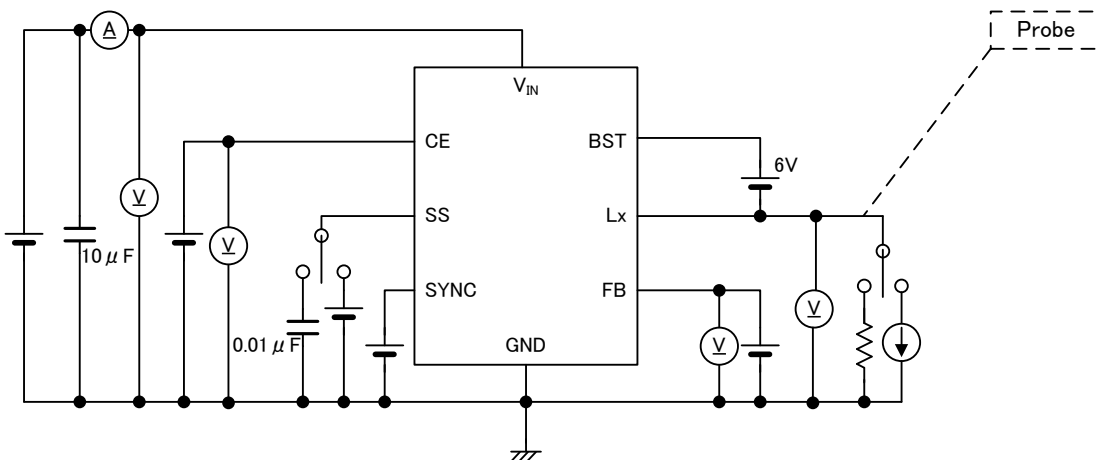 A
Probe
V_IN
CE
BST
6V
V
SS
Lx
V
10μF
SYNC
FB
V
0.01μF
GND
V